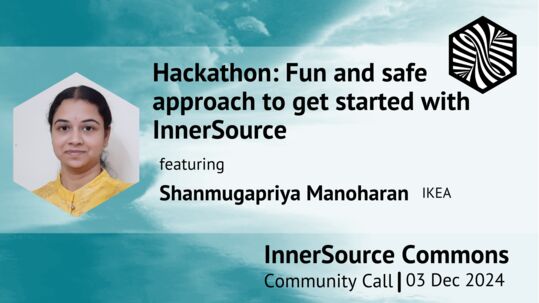 Hackathon: Fun and safe
approach to get started with
InnerSource
featuring
Shanmugapriya Manoharan IKEA
InnerSource Commons
Community Call | 03 Dec 2024